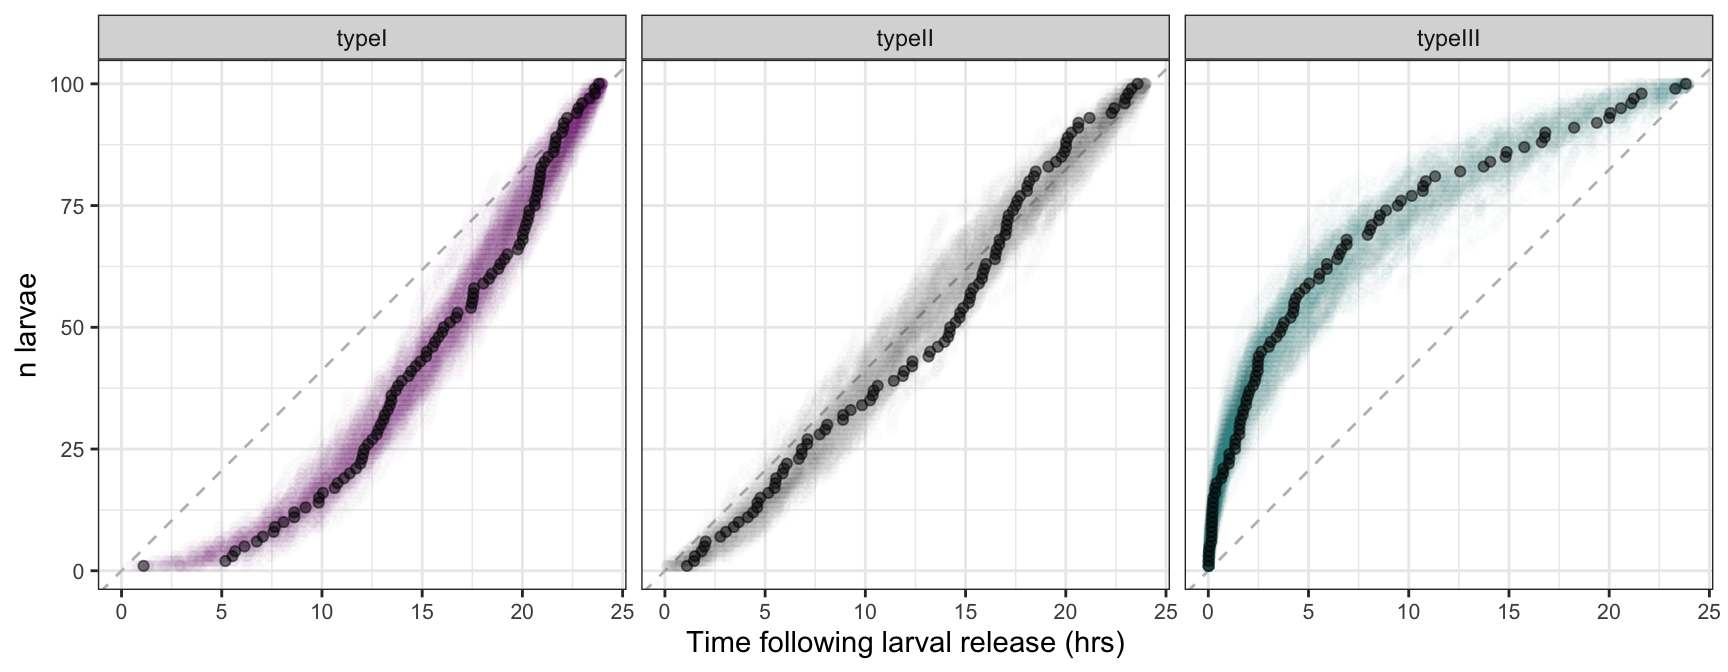 typeI typeII typeIII
100
75
50
25
0
n larvae
0 5 10 15 20 25 0 5 10 15 20 25 0 5 10 15 20 25
Time following larval release (hrs)